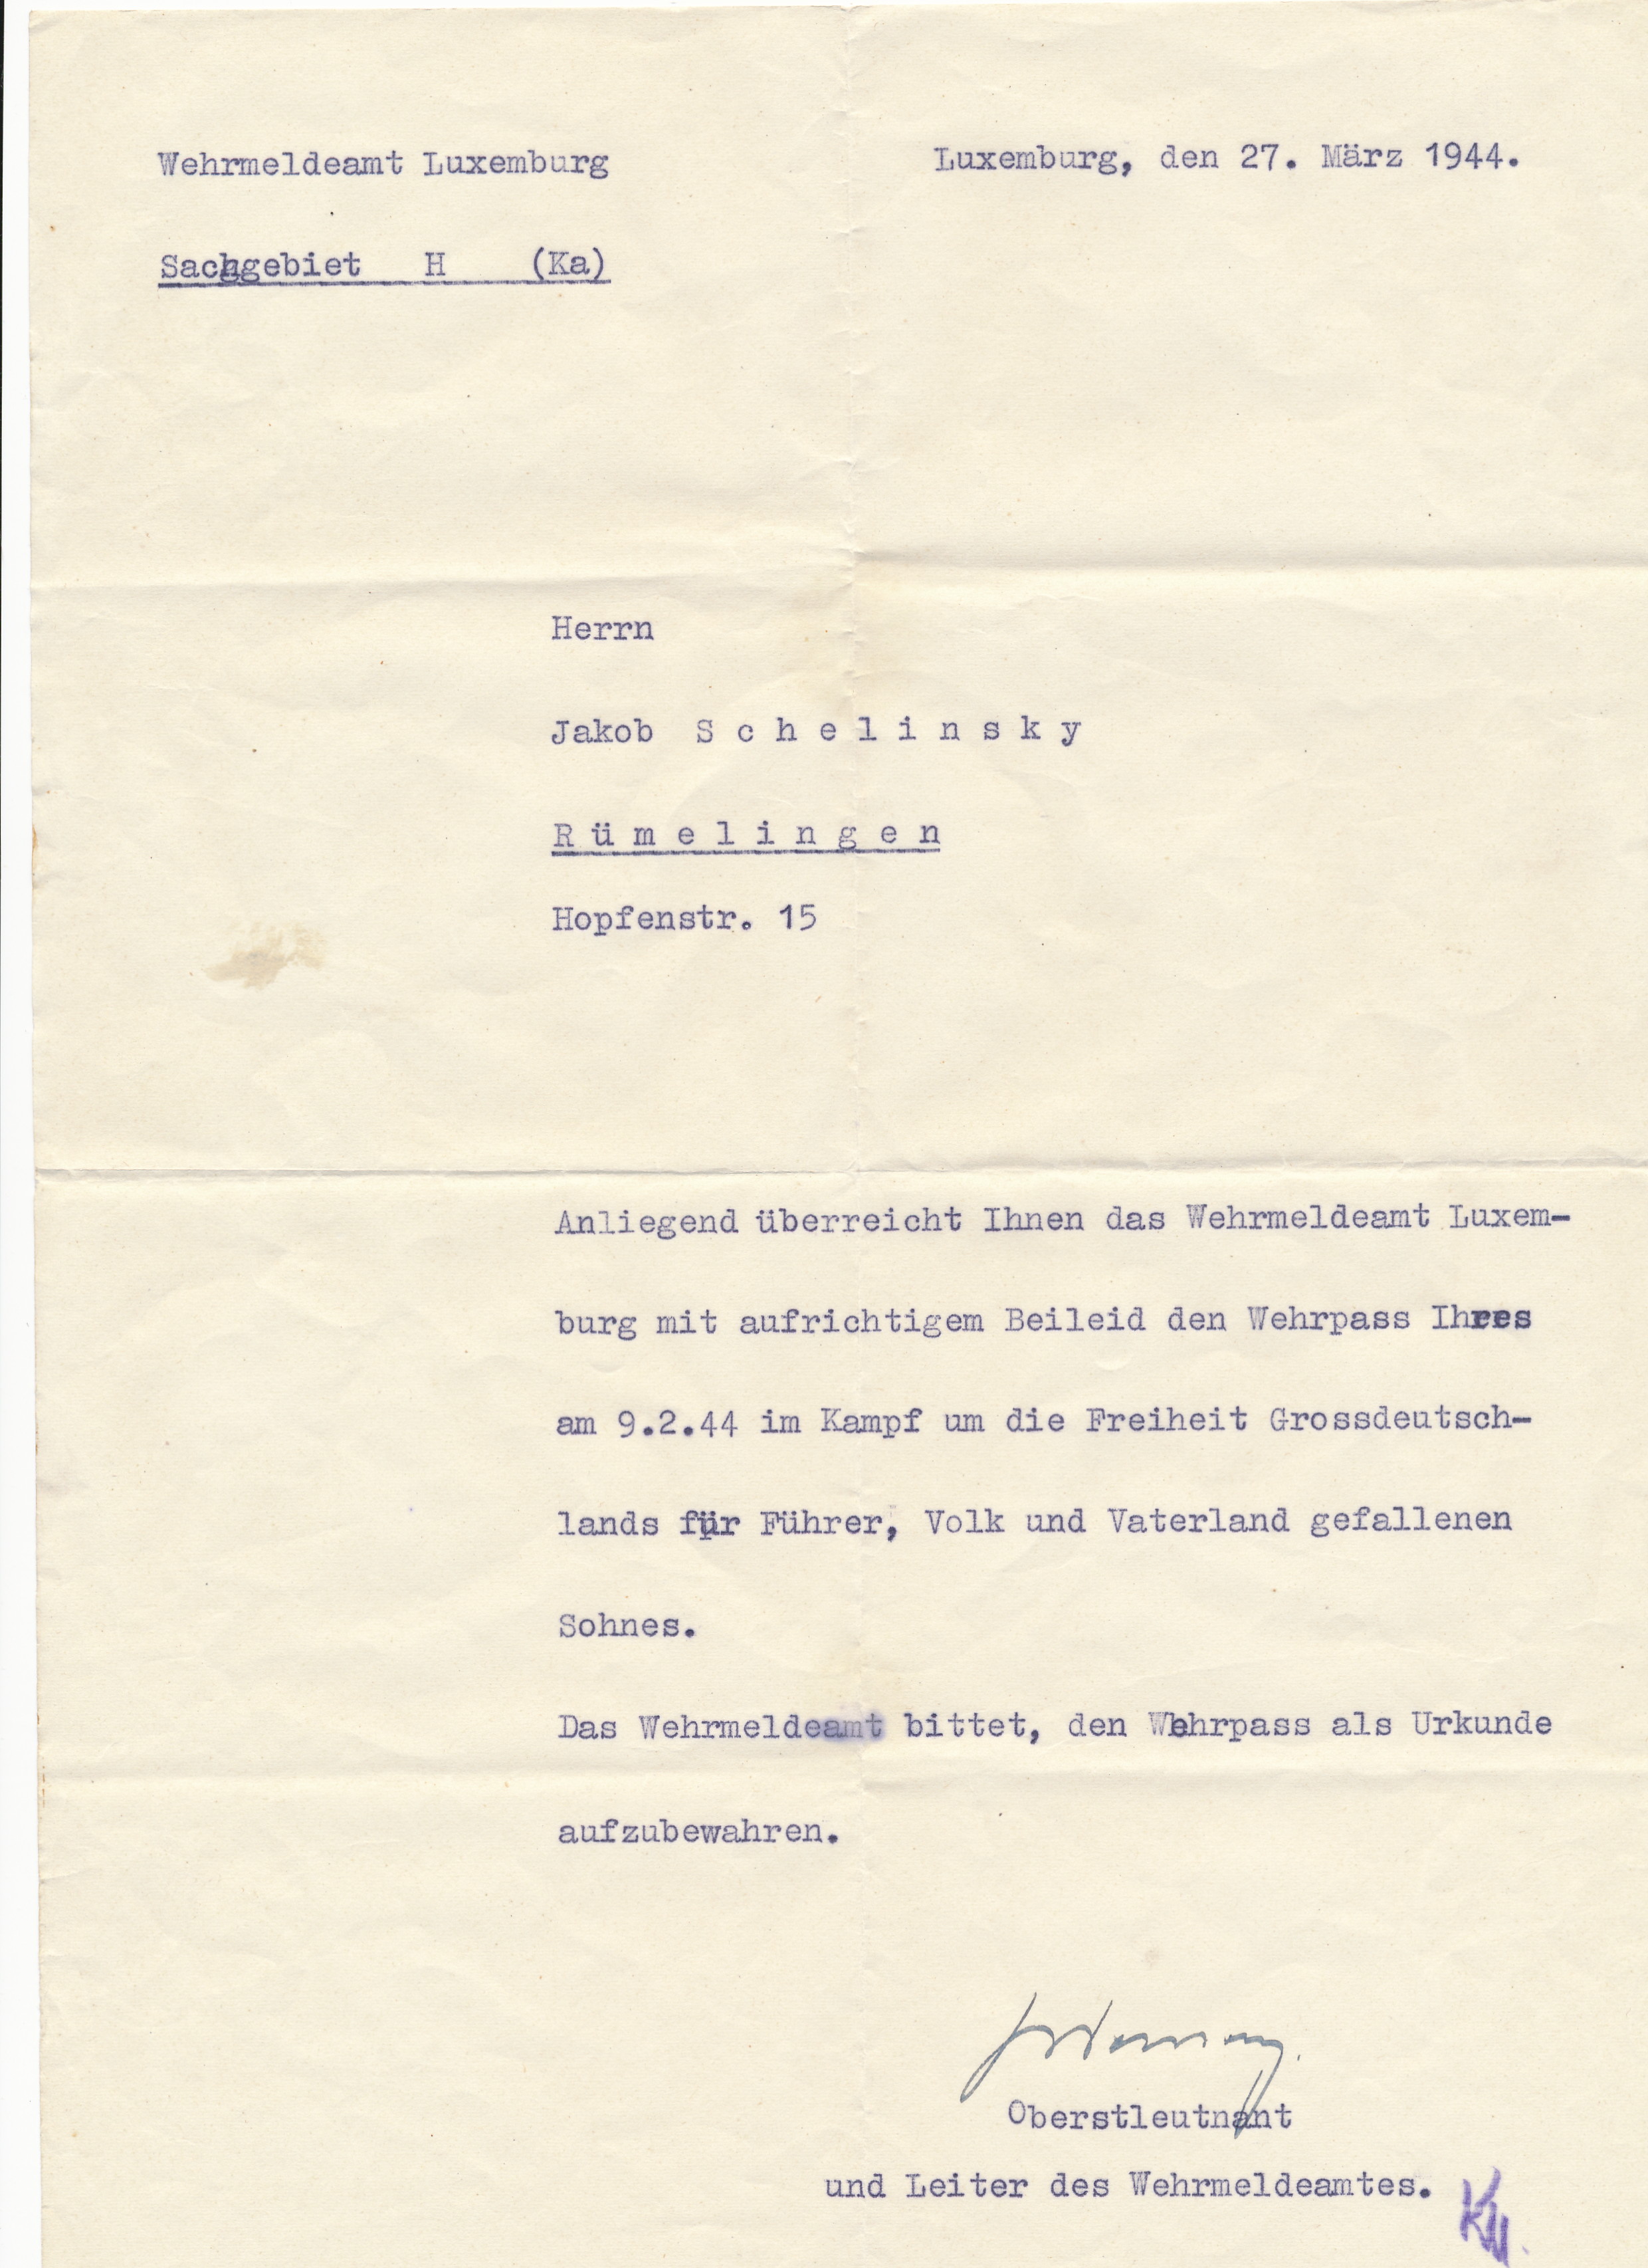 Wehrmeldeamt Luxemburg
Luxemburg, den 27. März 1944.
Sachgebiet H (Ka)
Herrn
Jakob S c h e l i n s k y
R ü m e l i n g e n
Hopfenstr. 15
Anliegend überreicht Ihnen das Wehrmeldeamt Luxem-
burg mit aufrichtigem Beileid den Wehrpass Ihres
am 9.2.44 im Kampf um die Freiheit Grossdeutsch-
lands für Führer, Volk und Vaterland gefallenen
Sohnes.
Das Wehrmeldeamt bittet, den Wehrpass als Urkunde
aufzubewahren.
Oberstleutnant
und Leiter des Wehrmeldeamtes.